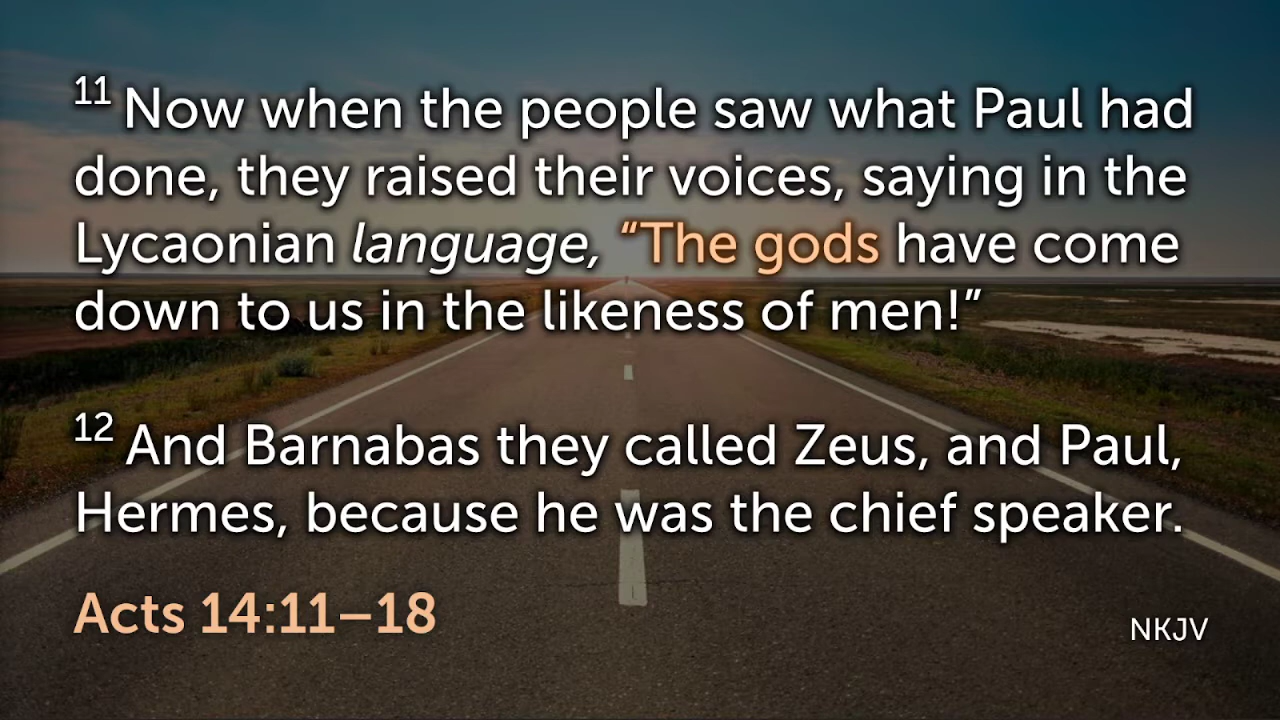 11 Now when the people saw what Paul had
done, they raised their voices, saying in the
Lycaonian language, “The gods have come
down to us in the likeness of men!”
12 And Barnabas they called Zeus, and Paul,
Hermes, because he was the chief speaker.
Acts 14:11–18
NKJV